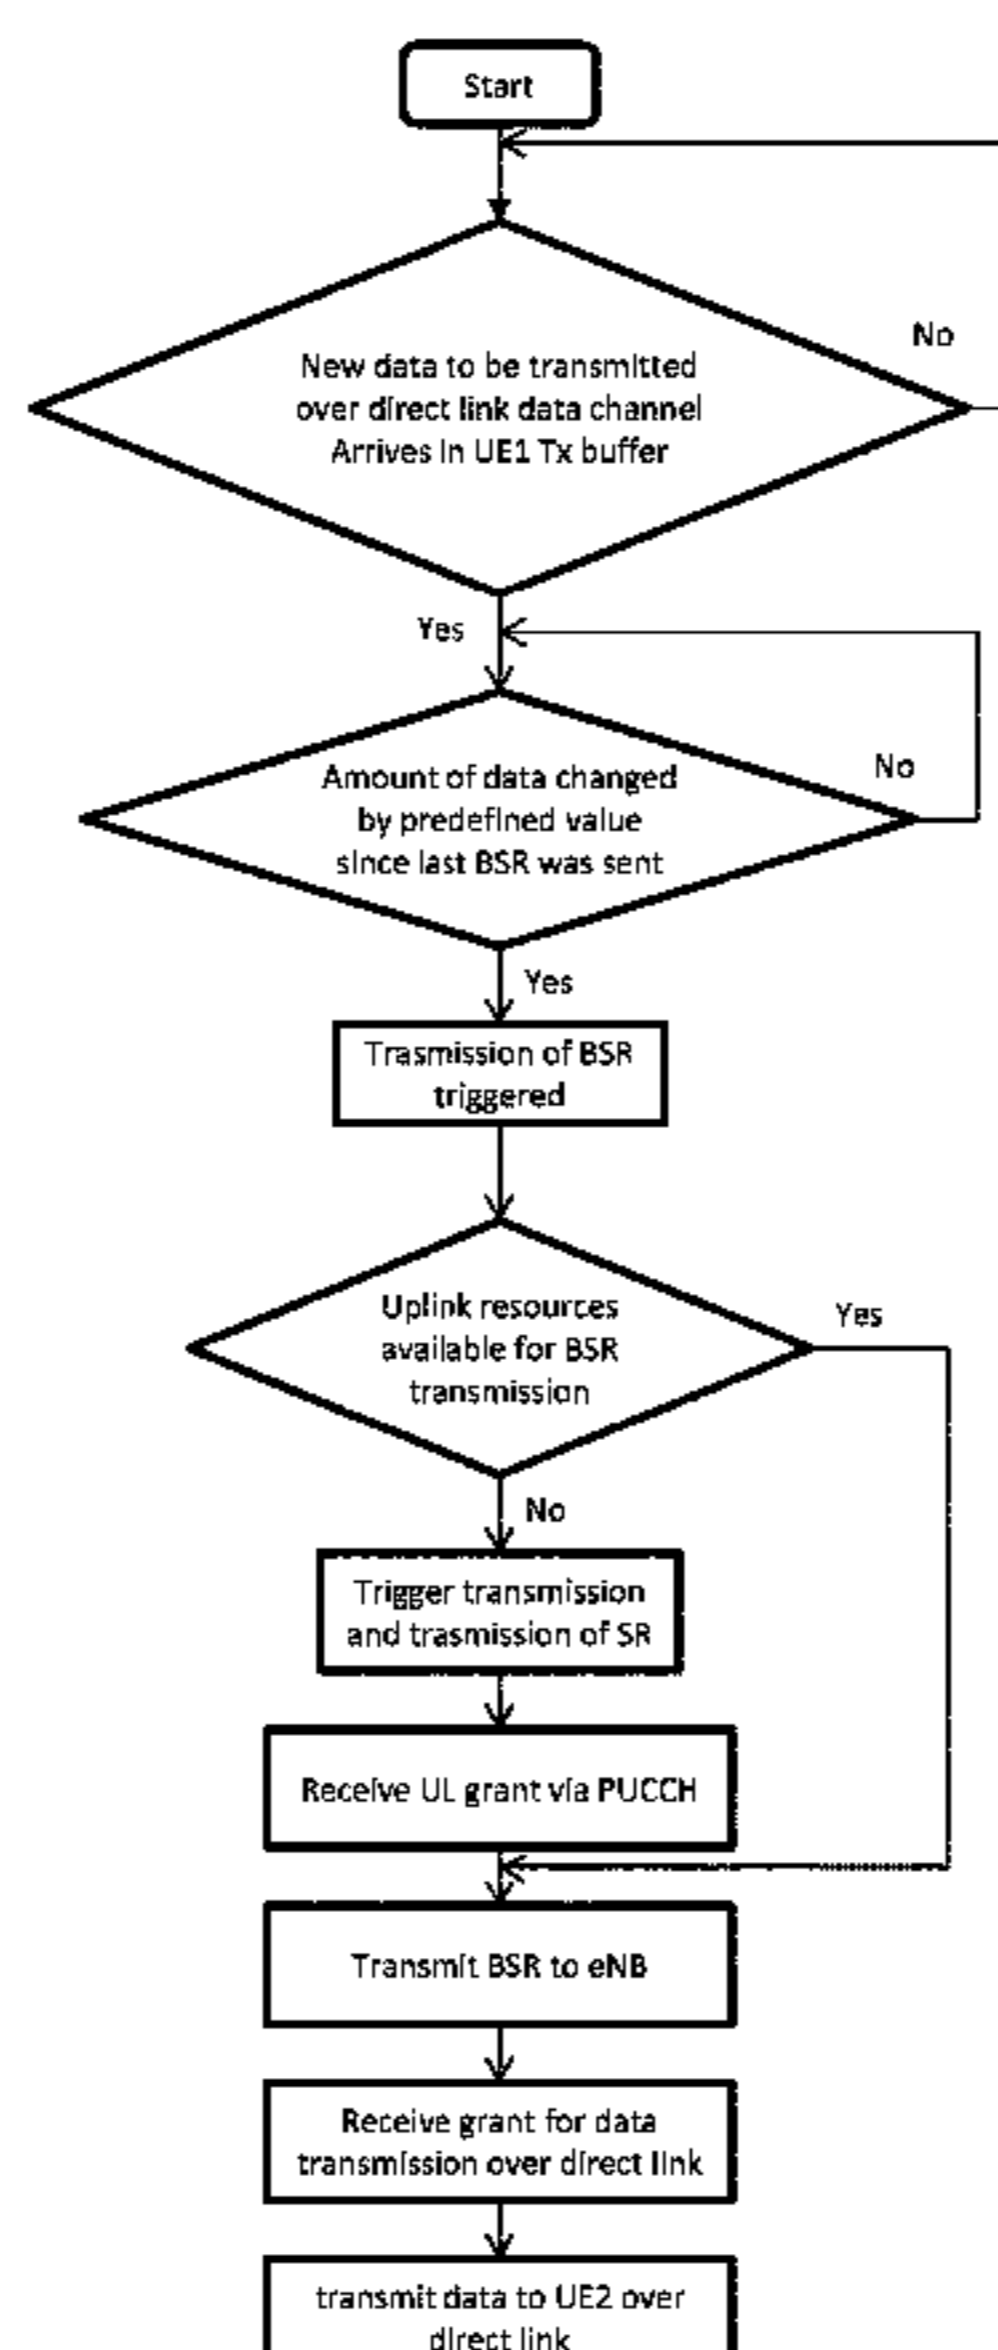 Start
No
New data to be transmitted
over direct link data channel
Arrives in UE1 Tx buffer
Yes
No
Amount of data changed
by predefined value
since last BSR was sent
Yes
Trasmission of BSR
triggered
Uplink resources
available for BSR
transmission
Yes
No
Trigger transmission
and trasmission of SR
Receive UL grant via PUCCH
Transmit BSR to eNB
Receive grant for data
transmission over direct link
transmit data to UE2 over
direct link